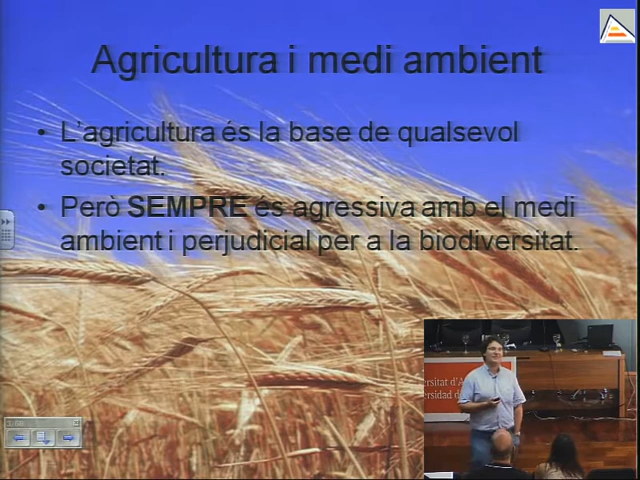 Agricultura i medi ambient
• L'agricultura és la base de qualsevol
societat.
• Però SEMPRE és agressiva amb el medi
ambient i perjudicial per a la biodiversitat.